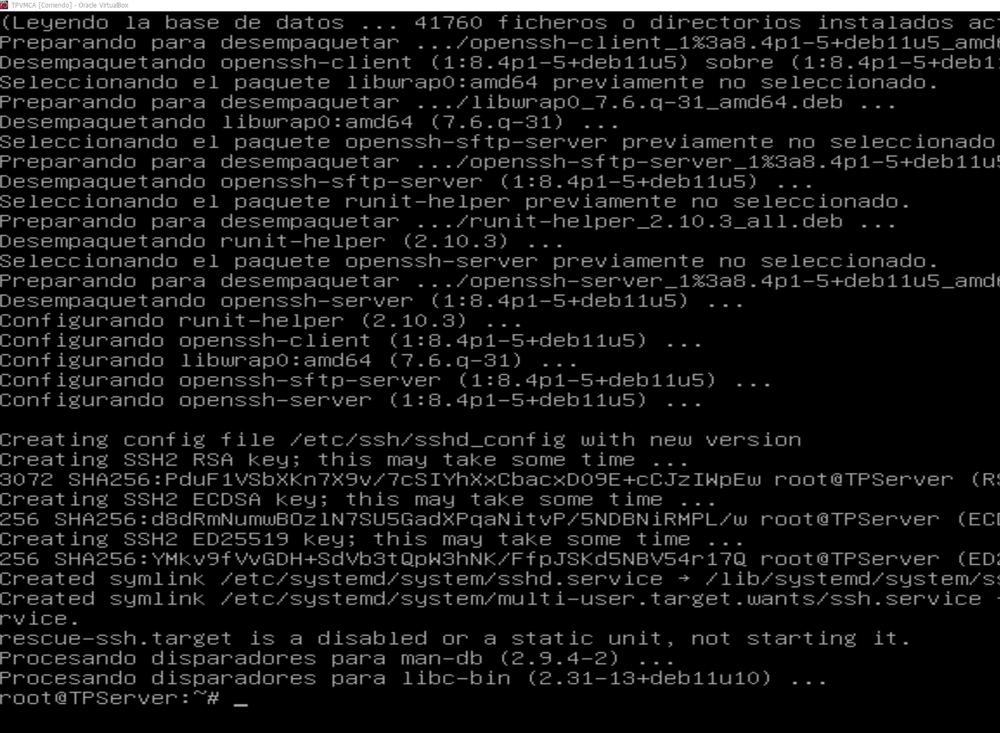 TPVMCA [Corriendo] - Oracle VirtualBox
(Leyendo la base de datos ... 41760 ficheros o directorios instalados ac
Preparando para desempaquetar .../openssh-client_1%3a8.4p1-5+deb11u5_amd6
Desempaquetando openssh-client (1:8.4p1-5+deb11u5) sobre (1:8.4p1-5+deb1
Seleccionando el paquete libwrap0:amd64 previamente no seleccionado.
Preparando para desempaquetar .../libwrap0_7.6.q-31_amd64.deb ...
Desempaquetando libwrap0:amd64 (7.6.q-31) ...
Seleccionando el paquete openssh-sftp-server previamente no seleccionado
Preparando para desempaquetar .../openssh-sftp-server_1%3a8.4p1-5+deb11u5
Desempaquetando openssh-sftp-server (1:8.4p1-5+deb11u5) ...
Seleccionando el paquete runit-helper previamente no seleccionado.
Preparando para desempaquetar .../runit-helper_2.10.3_all.deb ...
Desempaquetando runit-helper (2.10.3) ...
Seleccionando el paquete openssh-server previamente no seleccionado.
Preparando para desempaquetar .../openssh-server_1%3a8.4p1-5+deb11u5_amd6
Desempaquetando openssh-server (1:8.4p1-5+deb11u5) ...
Configurando runit-helper (2.10.3) ...
Configurando openssh-client (1:8.4p1-5+deb11u5) ...
Configurando libwrap0:amd64 (7.6.q-31) ...
Configurando openssh-sftp-server (1:8.4p1-5+deb11u5) ...
Configurando openssh-server (1:8.4p1-5+deb11u5) ...
Creating config file /etc/ssh/sshd_config with new version
Creating SSH2 RSA key; this may take some time ...
3072 SHA256:PduF1VSbXKn7X9v/7cSIYhXxCbacxDO9E+cCJzIWpEw root@TPServer (RS
Creating SSH2 ECDSA key; this may take some time ...
256 SHA256:d8dRmNumwBOzlN7SU5GadXPqaNitvP/5NDBNiRMPL/w root@TPServer (ECD
Creating SSH2 ED25519 key; this may take some time ...
256 SHA256:YMkv9fVvGDH+SdVb3tQpW3hNK/FfpJSKd5NBV54r17Q root@TPServer (ED2
Created symlink /etc/systemd/system/sshd.service → /lib/systemd/system/ss
Created symlink /etc/systemd/system/multi-user.target.wants/ssh.service
rvice.
rescue-ssh.target is a disabled or a static unit, not starting it.
Procesando disparadores para man-db (2.9.4-2) ...
Procesando disparadores para libc-bin (2.31-13+deb11u10) ...
root@TPServer:~# _